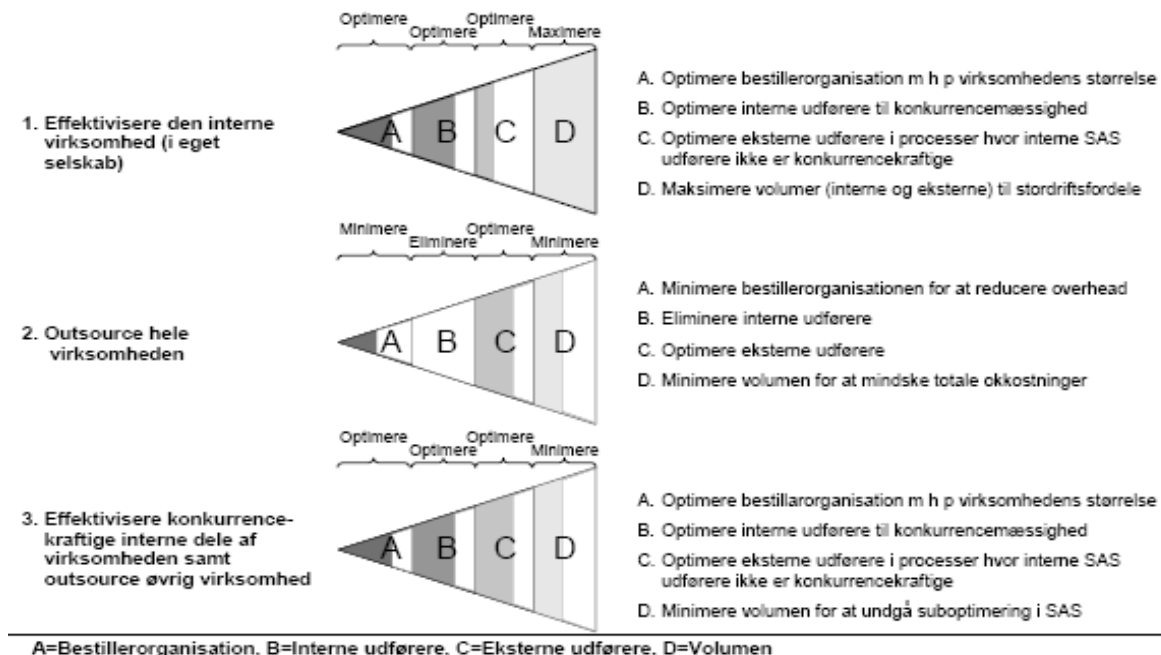 Optimere Optimere
Optimere Maximere
1. Effektivisere den interne
virksomhed (i eget
selskab)
A B C D
A. Optimere bestillerorganisation m h p virksomhedens størrelse
B. Optimere interne udførere til konkurrencemæssighed
C. Optimere eksterne udførere i processer hvor interne SAS
udførere ikke er konkurrencekraftige
D. Maksimere volumer (interne og eksterne) til stordriftsfordele
Minimere Optimere
Eliminere Minimere
2. Outsource hele
virksomheden
A B C D
A. Minimere bestillerorganisationen for at reducere overhead
B. Eliminere interne udførere
C. Optimere eksterne udførere
D. Minimere volumen for at mindske totale okkostninger
Optimere Optimere
Optimere Minimere
3. Effektivisere konkurrence-
kraftige interne dele af
virksomheden samt
outsource øvrig virksomhed
A B C D
A. Optimere bestillarorganisation m h p virksomhedens størrelse
B. Optimere interne udførere til konkurrencemæssighed
C. Optimere eksterne udførere i processer hvor interne SAS
udførere ikke er konkurrencekraftige
D. Minimere volumen for at undgå suboptimering i SAS
A=Bestillerorganisation, B=Interne udførere, C=Eksterne udførere, D=Volumen